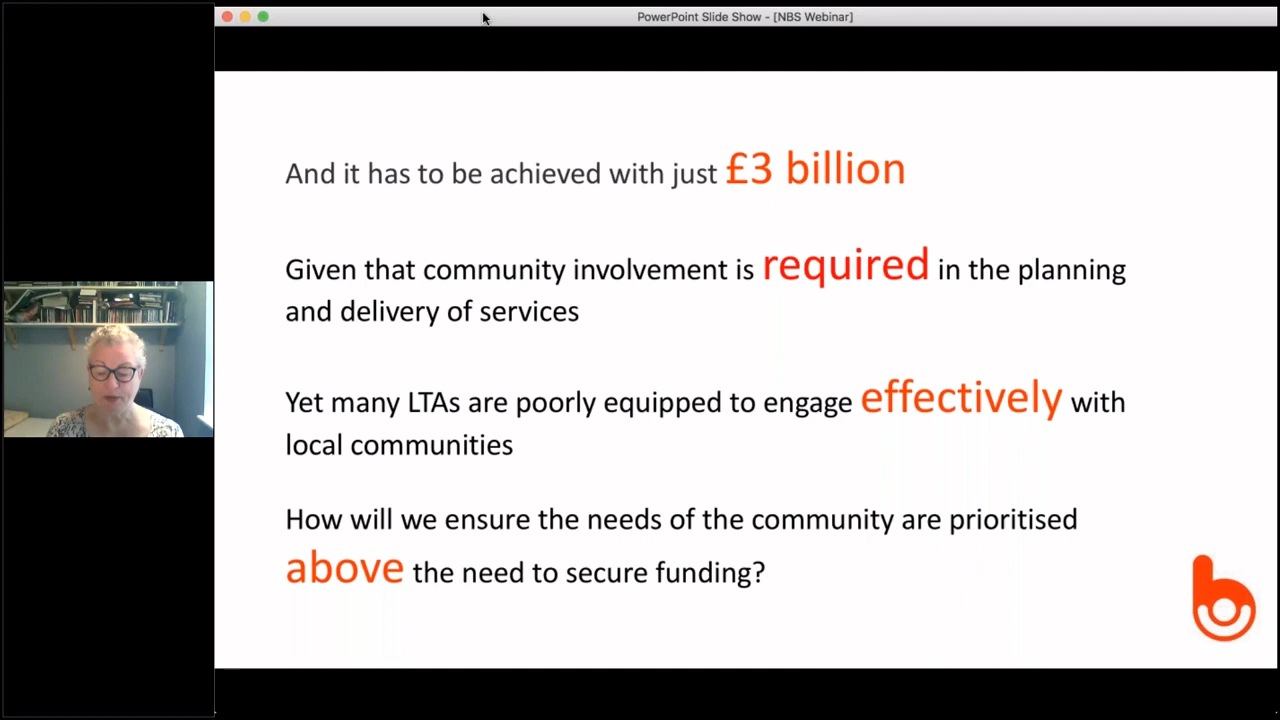 PowerPoint Slide Show - [NBS Webinar]
And it has to be achieved with just £3 billion
Given that community involvement is required in the planning
and delivery of services
Yet many LTAs are poorly equipped to engage effectively with
local communities
How will we ensure the needs of the community are prioritised
above the need to secure funding?